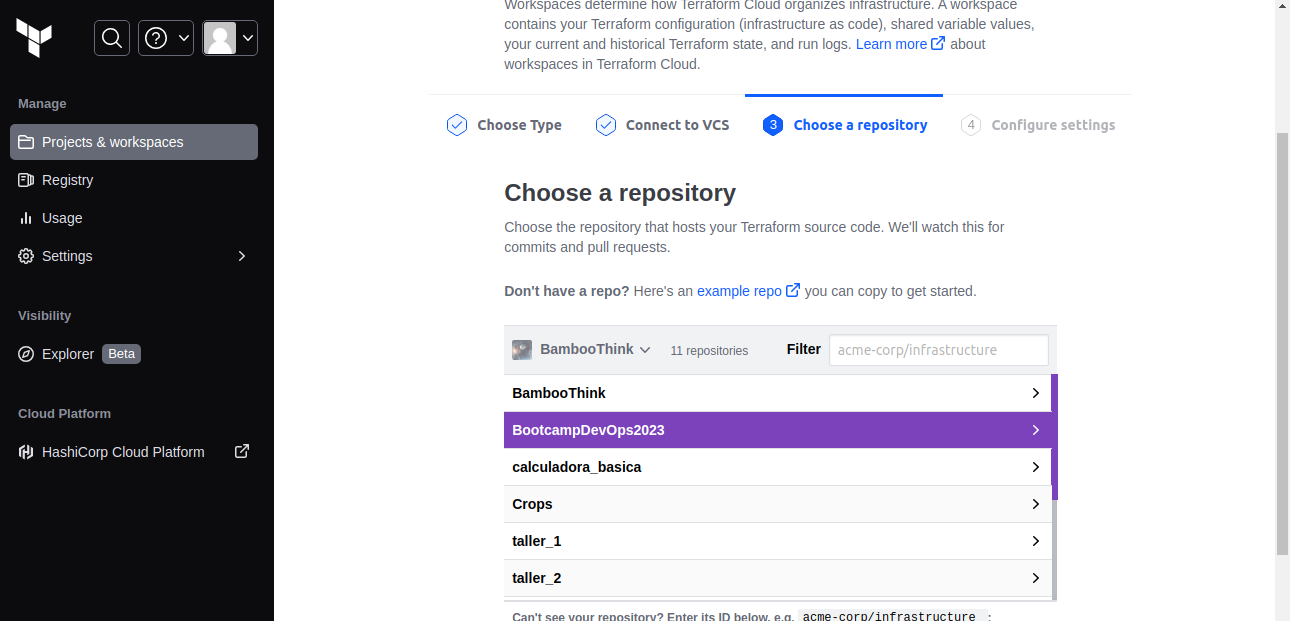 Workspaces determine how Terraform Cloud organizes infrastructure. A workspace
contains your Terraform configuration (infrastructure as code), shared variable values,
your current and historical Terraform state, and run logs. Learn more about
workspaces in Terraform Cloud.
Manage
Projects & workspaces
Registry
Usage
Settings
Visibility
Explorer Beta
Cloud Platform
HashiCorp Cloud Platform
Choose Type
Connect to VCS
3 Choose a repository
4 Configure settings
Choose a repository
Choose the repository that hosts your Terraform source code. We'll watch this for
commits and pull requests.
Don't have a repo? Here's an example repo you can copy to get started.
BambooThink 11 repositories Filter acme-corp/infrastructure
BambooThink
BootcampDevOps2023
calculadora_basica
Crops
taller_1
taller_2
Can't see your repository? Enter its ID below, e.g. acme-corp/infrastructure :